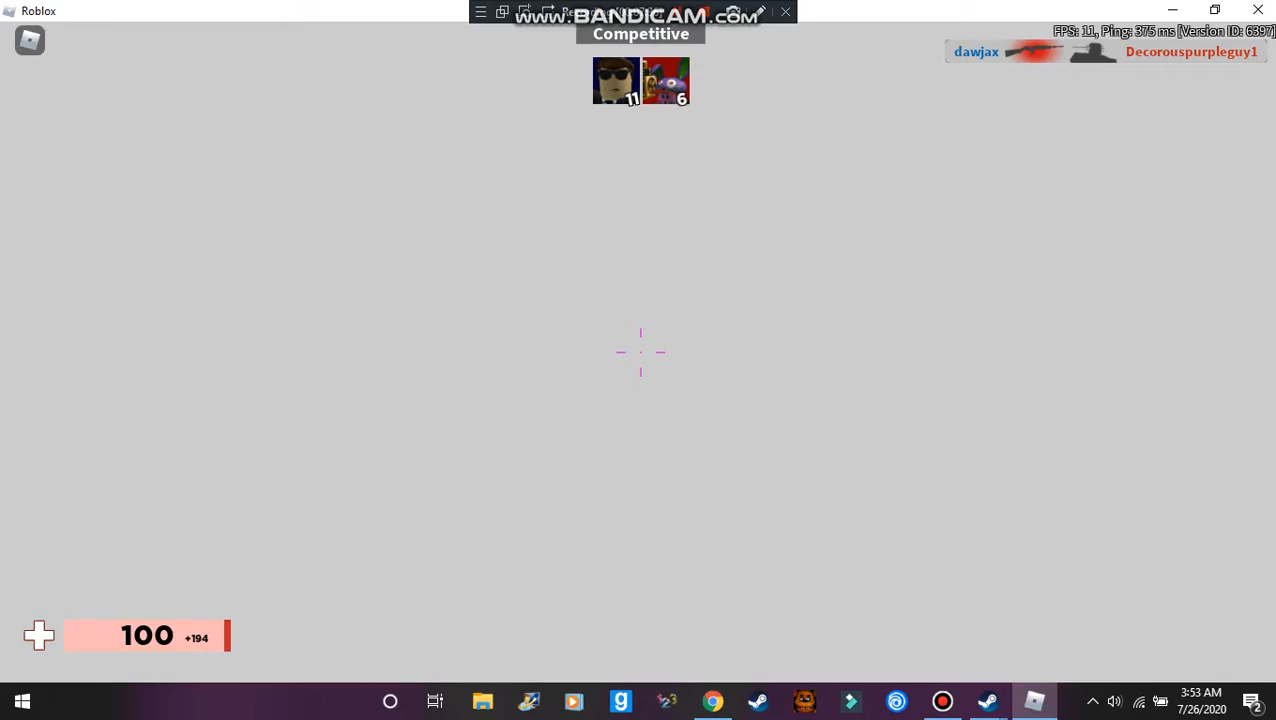 Roblox
www.BANDICAM.com
Competitive
FPS: 11, Ping: 375 ms [Version ID: 6397]
dawjax Decorouspurpleguy1
11 6
100 +194
3:53 AM
7/26/2020
2